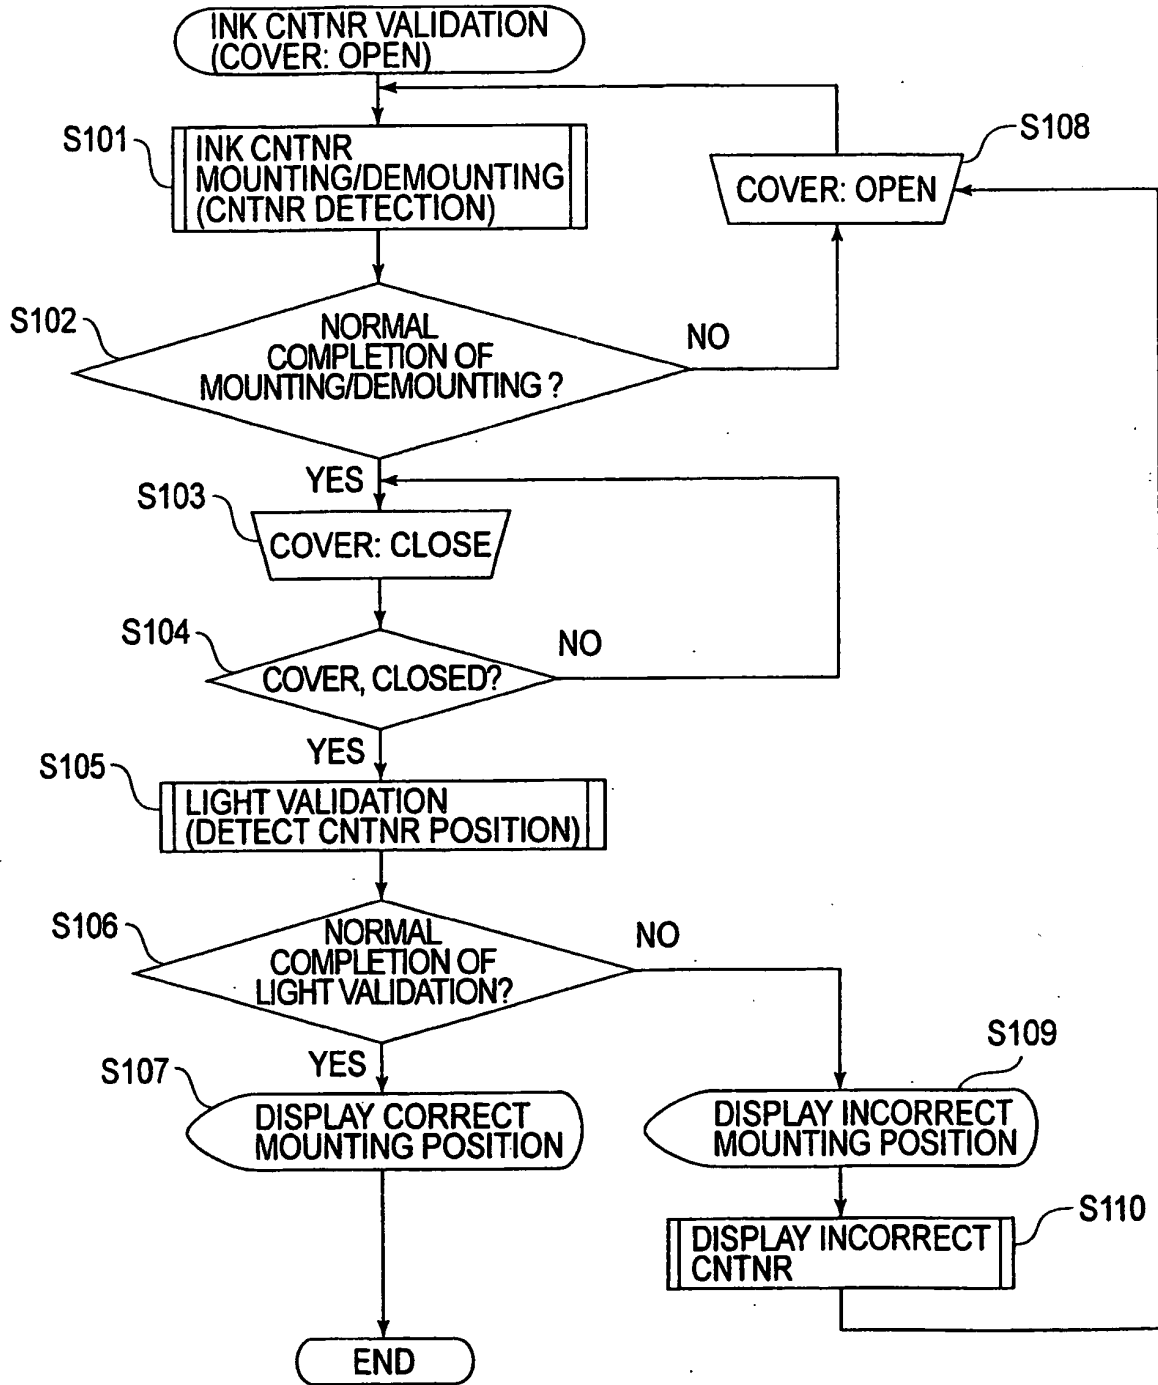 INK CNTNR VALIDATION
(COVER: OPEN)
S101
INK CNTNR
MOUNTING/DEMOUNTING
(CNTNR DETECTION)
S108
COVER: OPEN
S102
NORMAL
COMPLETION OF
MOUNTING/DEMOUNTING ?
NO
YES
S103
COVER: CLOSE
S104
COVER, CLOSED?
NO
YES
S105
LIGHT VALIDATION
(DETECT CNTNR POSITION)
S106
NORMAL
COMPLETION OF
LIGHT VALIDATION?
NO
YES
S107
DISPLAY CORRECT
MOUNTING POSITION
S109
DISPLAY INCORRECT
MOUNTING POSITION
S110
DISPLAY INCORRECT
CNTNR
END